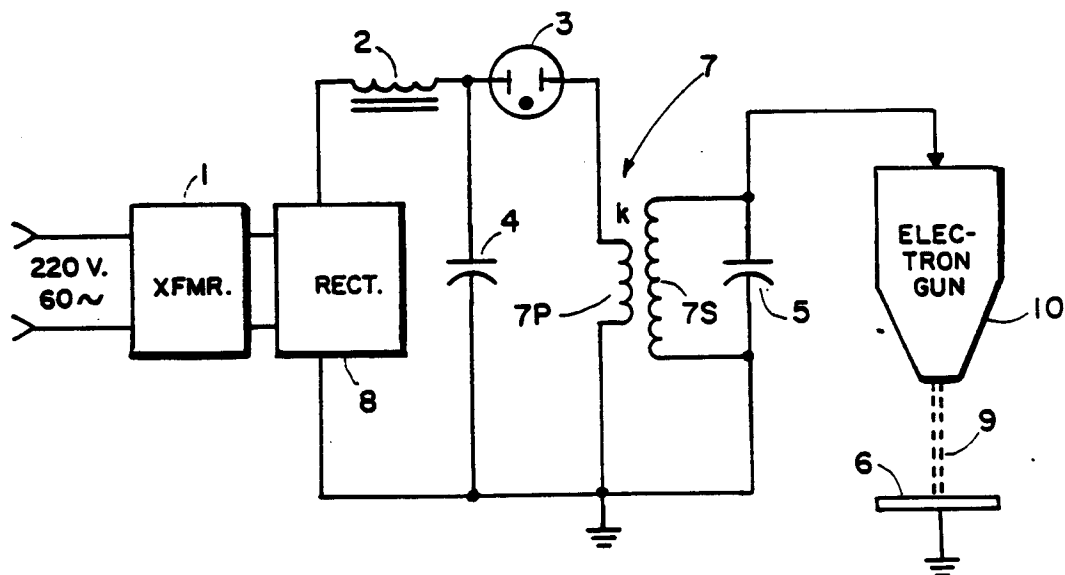 2
3
7
1
220 V.
60~
XFMR.
RECT.
8
4
k
7P
7S
5
ELEC-
TRON
GUN
10
9
6